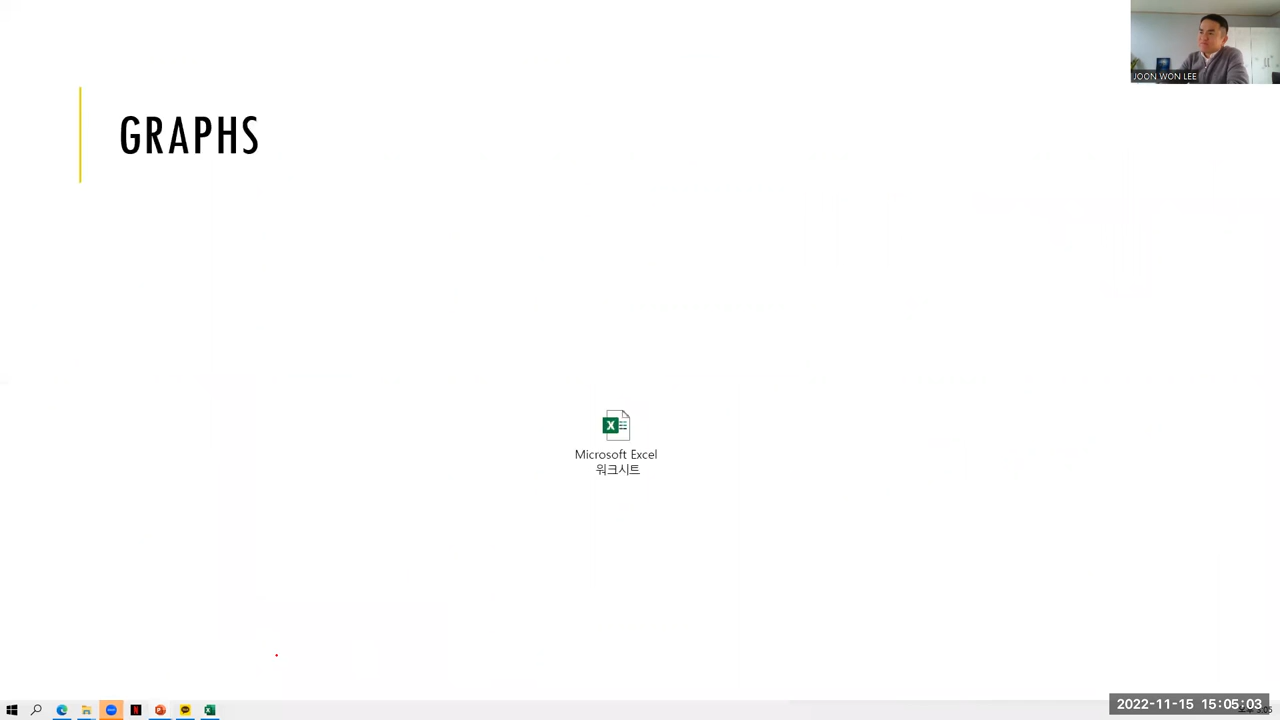 JOON WON LEE
GRAPHS
Microsoft Excel
워크시트
2022-11-15 15:05:03